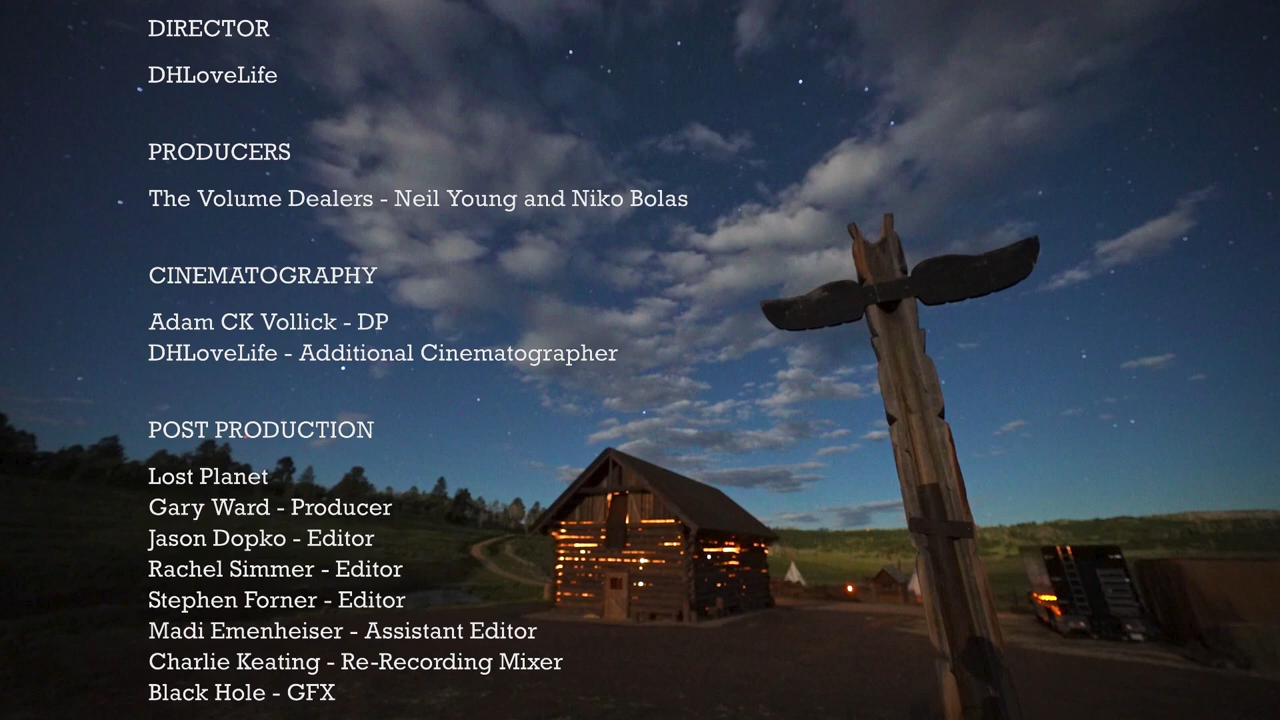 DIRECTOR
DHLoveLife
PRODUCERS
The Volume Dealers - Neil Young and Niko Bolas
CINEMATOGRAPHY
Adam CK Vollick - DP
DHLoveLife - Additional Cinematographer
POST PRODUCTION
Lost Planet
Gary Ward - Producer
Jason Dopko - Editor
Rachel Simmer - Editor
Stephen Forner - Editor
Madi Emenheiser - Assistant Editor
Charlie Keating - Re-Recording Mixer
Black Hole - GFX